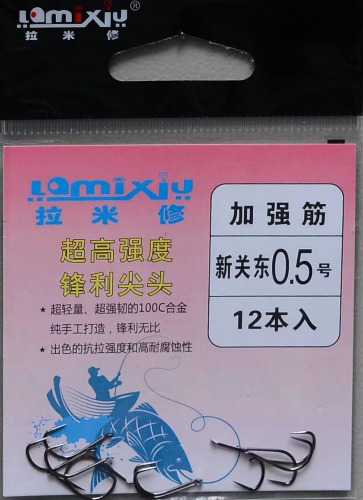 Lamixiu®
拉米修
Lamixiu®
拉米修
超高强度
锋利尖头
★超轻量、超强韧的100C合金
纯手工打造，锋利无比
★出色的抗拉强度和高耐腐蚀性
加强筋
新关东0.5号
12本入